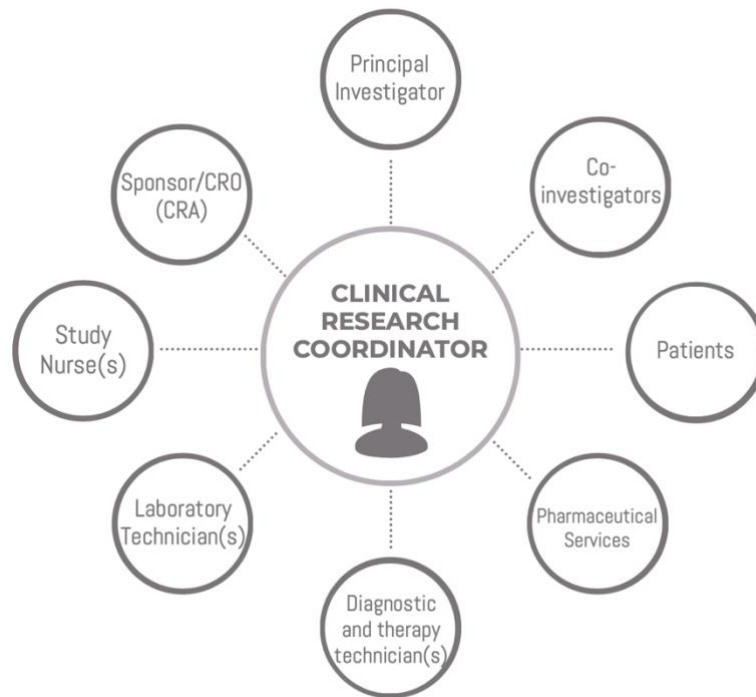 Principal
Investigator
Co-
investigators
Patients
Pharmaceutical
Services
Diagnostic
and therapy
technician(s)
Laboratory
Technician(s)
Study
Nurse(s)
Sponsor/CRO
(CRA)
CLINICAL
RESEARCH
COORDINATOR